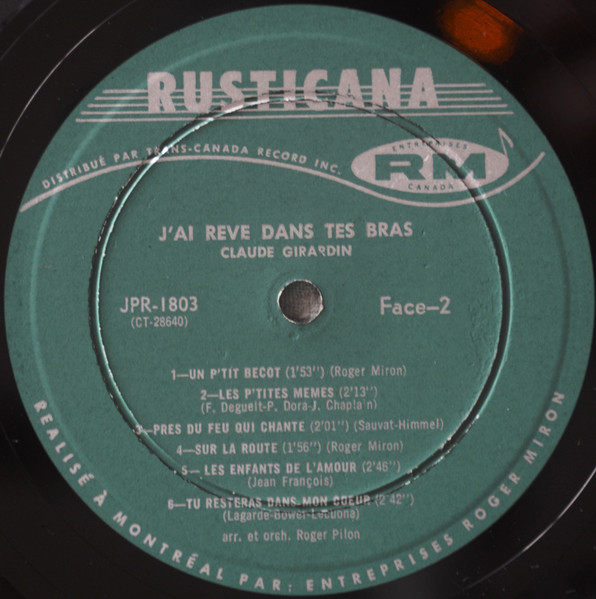 RUSTICANA
DISTRIBUÉ PAR TRANS-CANADA RECORD INC.
ENTREPRISES
RM
CANADA
J'AI REVE DANS TES BRAS
CLAUDE GIRARDIN
JPR-1803
Face-2
(CT-28640)
1—UN P'TIT BECOT (1'53'') (Roger Miron)
2—LES P'TITES MEMES (2'13'')
(F. Deguelt-P. Dora-J. Chaplain)
3—PRES DU FEU QUI CHANTE (2'01'') (Sauvat-Himmel)
4—SUR LA ROUTE (1'56'') (Roger Miron)
5— LES ENFANTS DE L'AMOUR (2'46'')
(Jean François)
6—TU RESTERAS DANS MON COEUR (2'42'')
(Lagarde-Bower-Lecuona)
arr. et orch. Roger Pilon
REALISÉ À MONTRÉAL PAR: ENTREPRISES ROGER MIRON